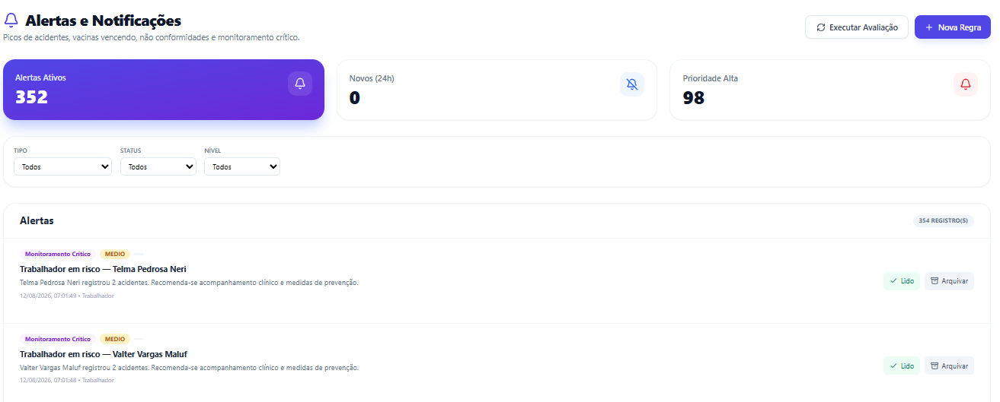 Alertas e Notificações
Picos de acidentes, vacinas vencendo, não conformidades e monitoramento crítico.
Executar Avaliação
+ Nova Regra
Alertas Ativos
352
Novos (24h)
0
Prioridade Alta
98
TIPO
STATUS
NÍVEL
Todos
Todos
Todos
Alertas
354 REGISTRO(S)
Monitoramento Crítico MEDIO
Trabalhador em risco — Telma Pedrosa Neri
Telma Pedrosa Neri registrou 2 acidentes. Recomenda-se acompanhamento clínico e medidas de prevenção.
12/08/2026, 07:01:49 • Trabalhador
Lido
Arquivar
Monitoramento Crítico MEDIO
Trabalhador em risco — Valter Vargas Maluf
Valter Vargas Maluf registrou 2 acidentes. Recomenda-se acompanhamento clínico e medidas de prevenção.
12/08/2026, 07:01:48 • Trabalhador
Lido
Arquivar